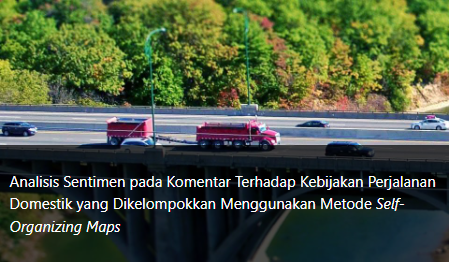 Analisis Sentimen pada Komentar Terhadap Kebijakan Perjalanan
Domestik yang Dikelompokkan Menggunakan Metode Self-
Organizing Maps